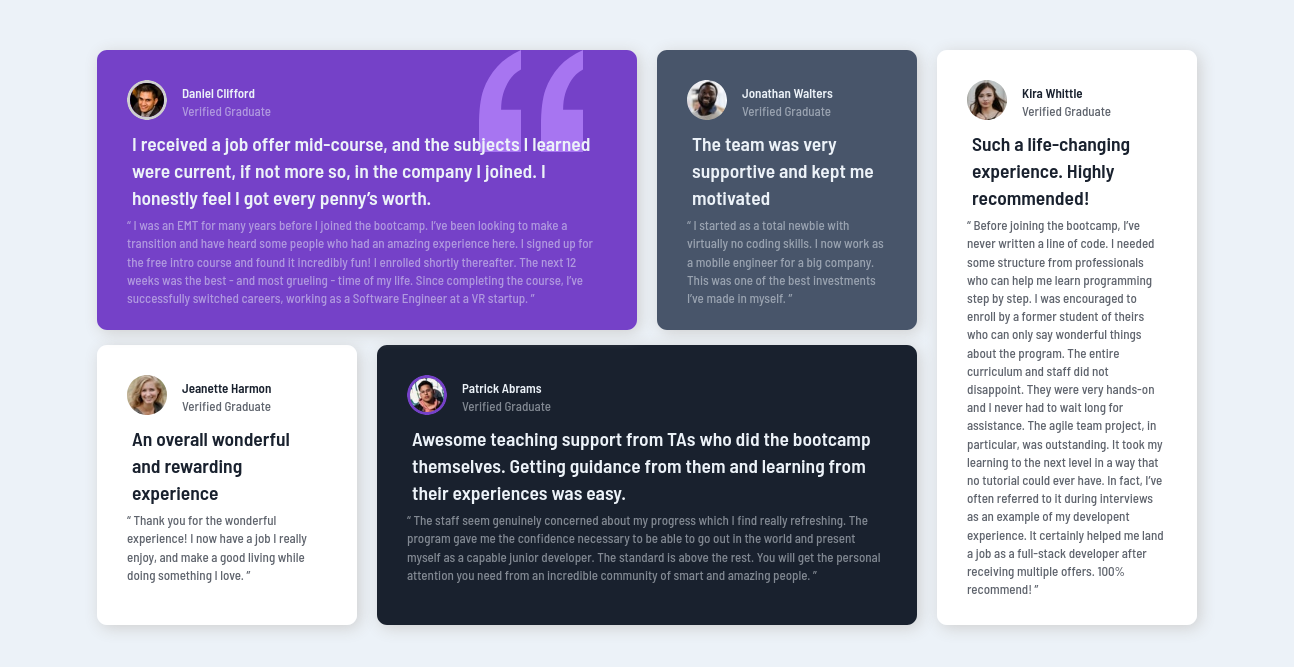 Daniel Clifford
Verified Graduate
I received a job offer mid-course, and the subjects I learned
were current, if not more so, in the company I joined. I
honestly feel I got every penny’s worth.
“ I was an EMT for many years before I joined the bootcamp. I’ve been looking to make a
transition and have heard some people who had an amazing experience here. I signed up for
the free intro course and found it incredibly fun! I enrolled shortly thereafter. The next 12
weeks was the best - and most grueling - time of my life. Since completing the course, I’ve
successfully switched careers, working as a Software Engineer at a VR startup. ”
Jonathan Walters
Verified Graduate
The team was very
supportive and kept me
motivated
“ I started as a total newbie with
virtually no coding skills. I now work as
a mobile engineer for a big company.
This was one of the best investments
I’ve made in myself. ”
Kira Whittle
Verified Graduate
Such a life-changing
experience. Highly
recommended!
“ Before joining the bootcamp, I’ve
never written a line of code. I needed
some structure from professionals
who can help me learn programming
step by step. I was encouraged to
enroll by a former student of theirs
who can only say wonderful things
about the program. The entire
curriculum and staff did not
disappoint. They were very hands-on
and I never had to wait long for
assistance. The agile team project, in
particular, was outstanding. It took my
learning to the next level in a way that
no tutorial could ever have. In fact, I’ve
often referred to it during interviews
as an example of my developent
experience. It certainly helped me land
a job as a full-stack developer after
receiving multiple offers. 100%
recommend! ”
Jeanette Harmon
Verified Graduate
An overall wonderful
and rewarding
experience
“ Thank you for the wonderful
experience! I now have a job I really
enjoy, and make a good living while
doing something I love. ”
Patrick Abrams
Verified Graduate
Awesome teaching support from TAs who did the bootcamp
themselves. Getting guidance from them and learning from
their experiences was easy.
“ The staff seem genuinely concerned about my progress which I find really refreshing. The
program gave me the confidence necessary to be able to go out in the world and present
myself as a capable junior developer. The standard is above the rest. You will get the personal
attention you need from an incredible community of smart and amazing people. ”